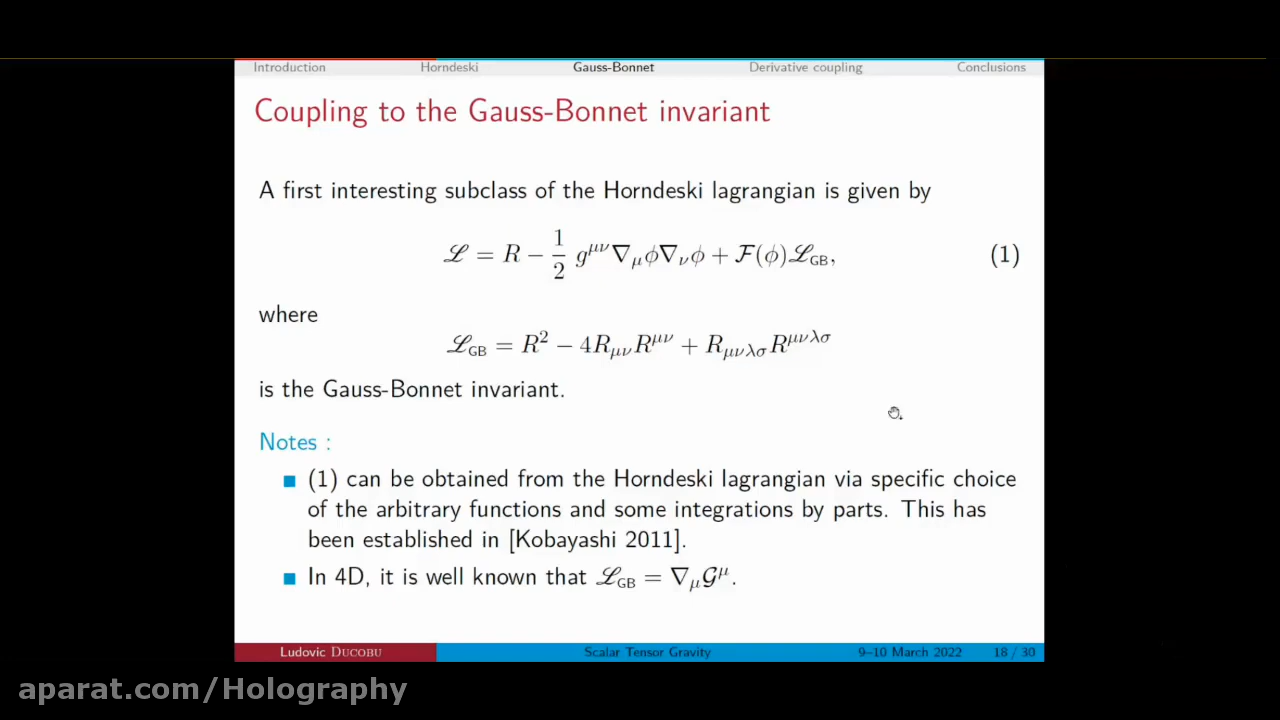 Introduction Horndeski Gauss-Bonnet Derivative coupling Conclusions
Coupling to the Gauss-Bonnet invariant
A first interesting subclass of the Horndeski lagrangian is given by
ℒ = R − 1/2 g^{μν}∇_μϕ∇_νϕ + ℱ(ϕ)ℒ_GB, (1)
where
ℒ_GB = R² − 4R_{μν}R^{μν} + R_{μνλσ}R^{μνλσ}
is the Gauss-Bonnet invariant.
Notes :
(1) can be obtained from the Horndeski lagrangian via specific choice
of the arbitrary functions and some integrations by parts. This has
been established in [Kobayashi 2011].
In 4D, it is well known that ℒ_GB = ∇_μ𝒢^μ.
Ludovic DUCOBU Scalar Tensor Gravity 9–10 March 2022 18 / 30
aparat.com/Holography